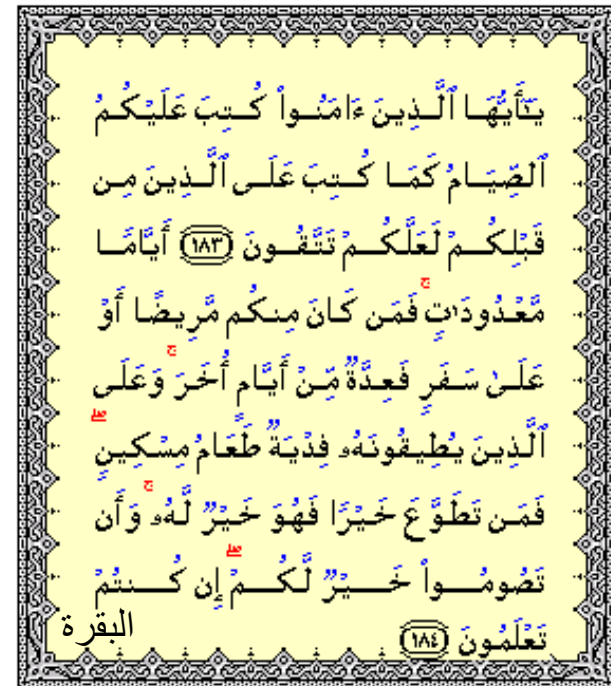 يَٰٓأَيُّهَا ٱلَّذِينَ ءَامَنُوا۟ كُتِبَ عَلَيْكُمُ
ٱلصِّيَامُ كَمَا كُتِبَ عَلَى ٱلَّذِينَ مِن
قَبْلِكُمْ لَعَلَّكُمْ تَتَّقُونَ ﴿١٨٣﴾ أَيَّامًا
مَّعْدُودَٰتٍ ۚ فَمَن كَانَ مِنكُم مَّرِيضًا أَوْ
عَلَىٰ سَفَرٍ فَعِدَّةٌ مِّنْ أَيَّامٍ أُخَرَ ۚ وَعَلَى
ٱلَّذِينَ يُطِيقُونَهُۥ فِدْيَةٌ طَعَامُ مِسْكِينٍ ۖ
فَمَن تَطَوَّعَ خَيْرًا فَهُوَ خَيْرٌ لَّهُۥ ۚ وَأَن
تَصُومُوا۟ خَيْرٌ لَّكُمْ ۖ إِن كُنتُمْ
تَعْلَمُونَ ﴿١٨٤﴾
البقرة